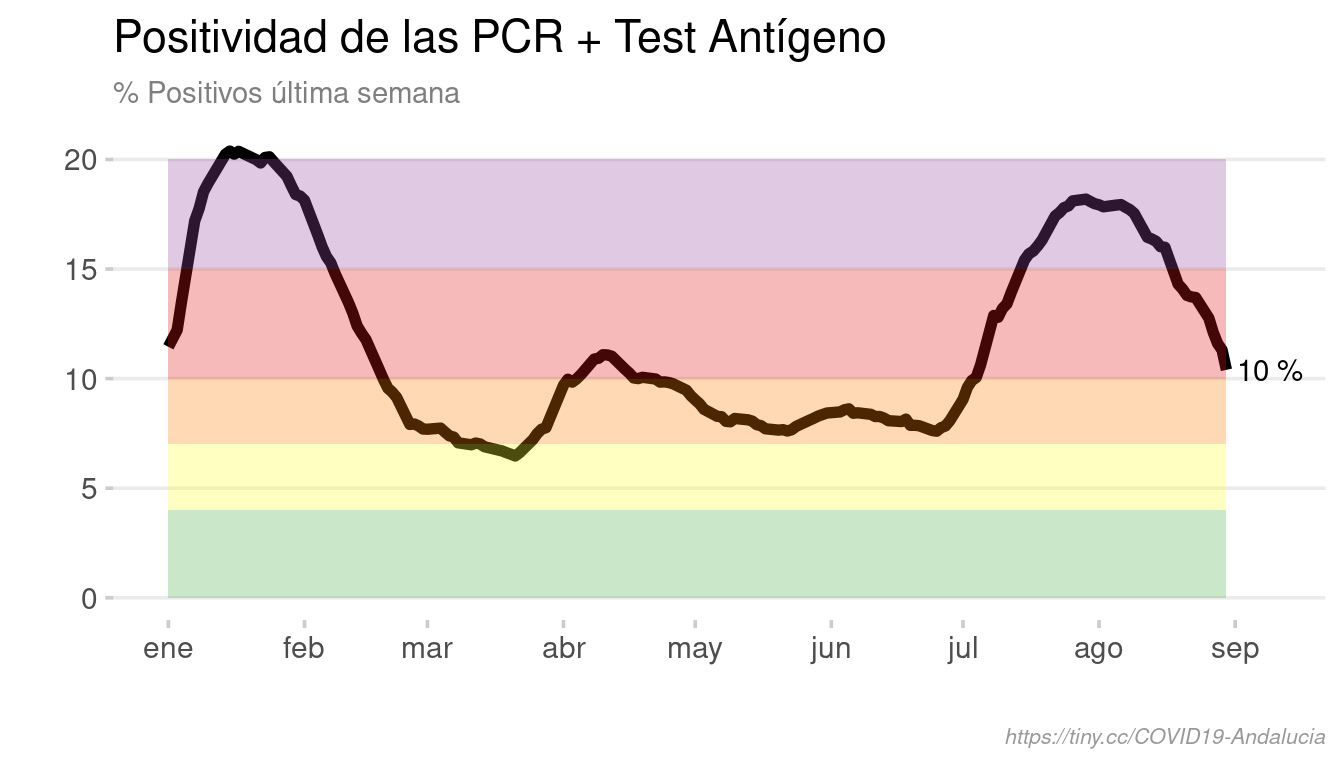 Positividad de las PCR + Test Antígeno
% Positivos última semana
20
15
10
5
0
10 %
ene feb mar abr may jun jul ago sep
https://tiny.cc/COVID19-Andalucia